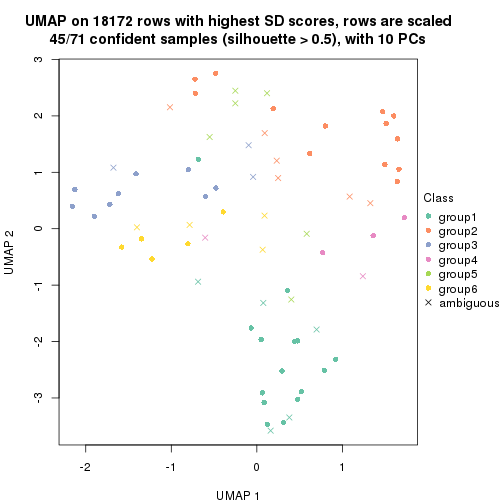 UMAP on 18172 rows with highest SD scores, rows are scaled
45/71 confident samples (silhouette > 0.5), with 10 PCs
3
2
1
0
-1
-2
-3
UMAP 2
-2
-1
0
1
UMAP 1
Class
group1
group2
group3
group4
group5
group6
ambiguous